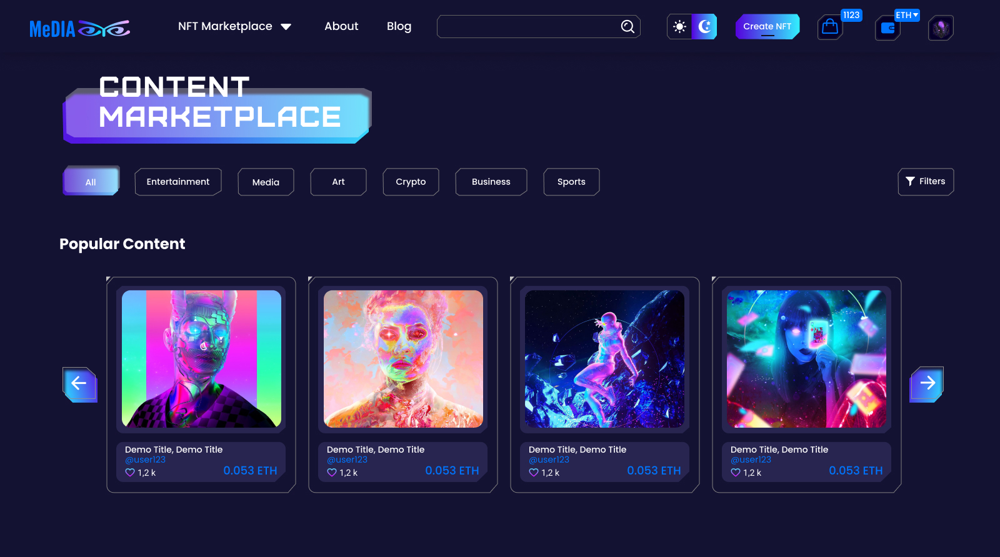 MeDIA eye
NFT Marketplace
About
Blog
Create NFT
1123
ETH
CONTENT
MARKETPLACE
All
Entertainment
Media
Art
Crypto
Business
Sports
Filters
Popular Content
Demo Title, Demo Title
@user123
1,2 k
0.053 ETH
Demo Title, Demo Title
@user123
1,2 k
0.053 ETH
Demo Title, Demo Title
@user123
1,2 k
0.053 ETH
Demo Title, Demo Title
@user123
1,2 k
0.053 ETH